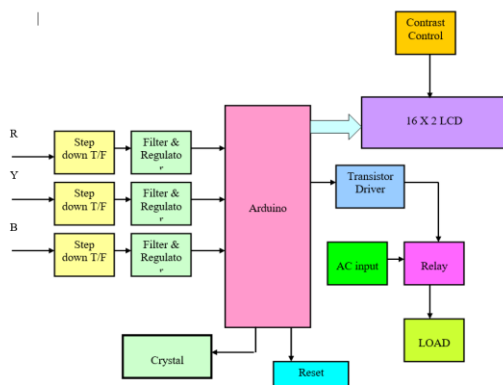 Contrast
Control
16 X 2 LCD
R
Step
down T/F
Filter &
Regulato
r
Y
Step
down T/F
Filter &
Regulato
r
B
Step
down T/F
Filter &
Regulato
r
Arduino
Transistor
Driver
AC input
Relay
LOAD
Crystal
Reset